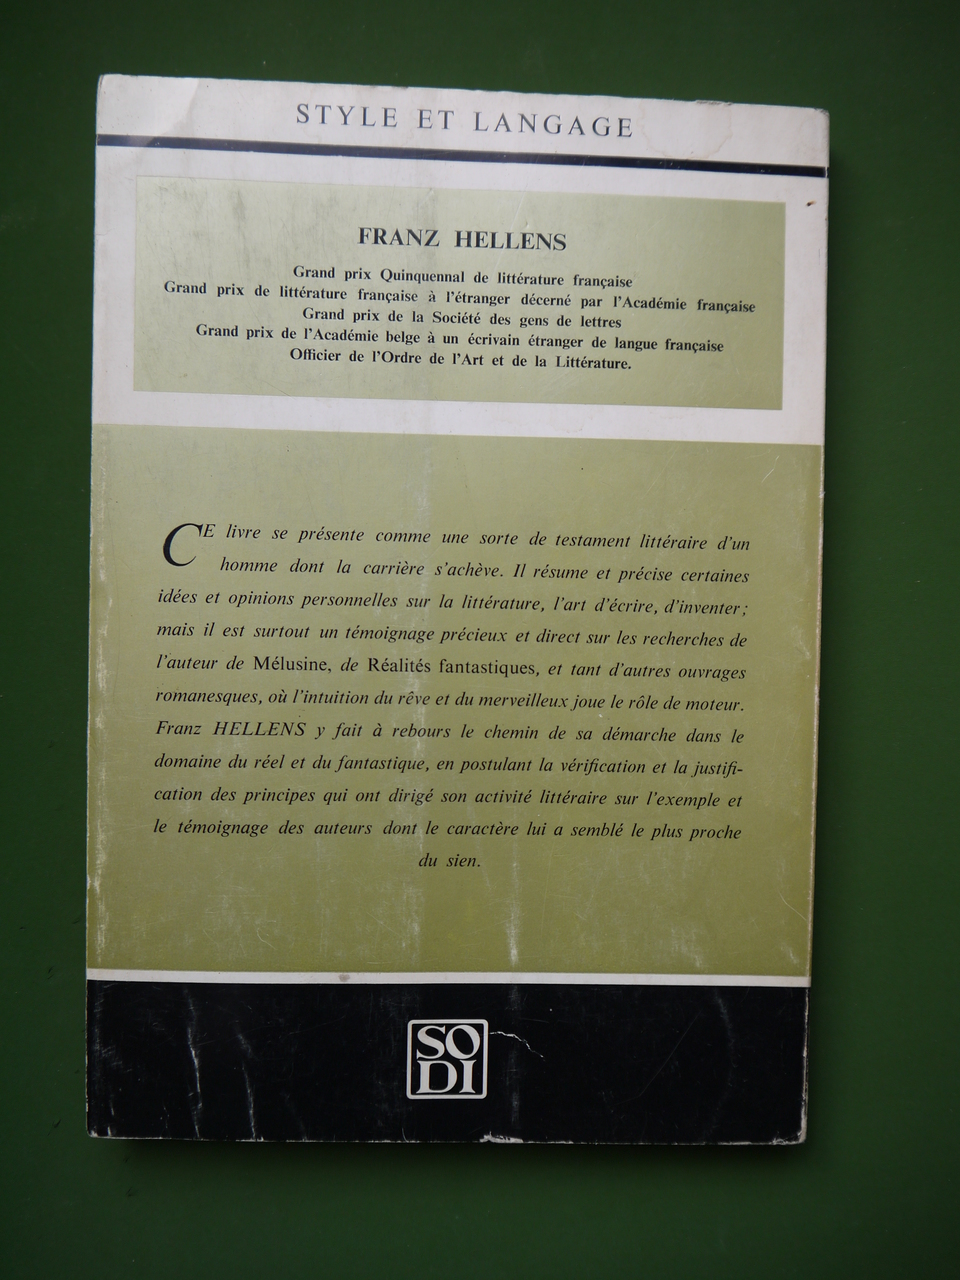 STYLE ET LANGAGE
FRANZ HELLENS
Grand prix Quinquennal de littérature française
Grand prix de littérature française à l'étranger décerné par l'Académie française
Grand prix de la Société des gens de lettres
Grand prix de l'Académie belge à un écrivain étranger de langue française
Officier de l'Ordre de l'Art et de la Littérature.
CE livre se présente comme une sorte de testament littéraire d'un
homme dont la carrière s'achève. Il résume et précise certaines
idées et opinions personnelles sur la littérature, l'art d'écrire, d'inventer;
mais il est surtout un témoignage précieux et direct sur les recherches de
l'auteur de Mélusine, de Réalités fantastiques, et tant d'autres ouvrages
romanesques, où l'intuition du rêve et du merveilleux joue le rôle de moteur.
Franz HELLENS y fait à rebours le chemin de sa démarche dans le
domaine du réel et du fantastique, en postulant la vérification et la justifi-
cation des principes qui ont dirigé son activité littéraire sur l'exemple et
le témoignage des auteurs dont le caractère lui a semblé le plus proche
du sien.
SO
DI